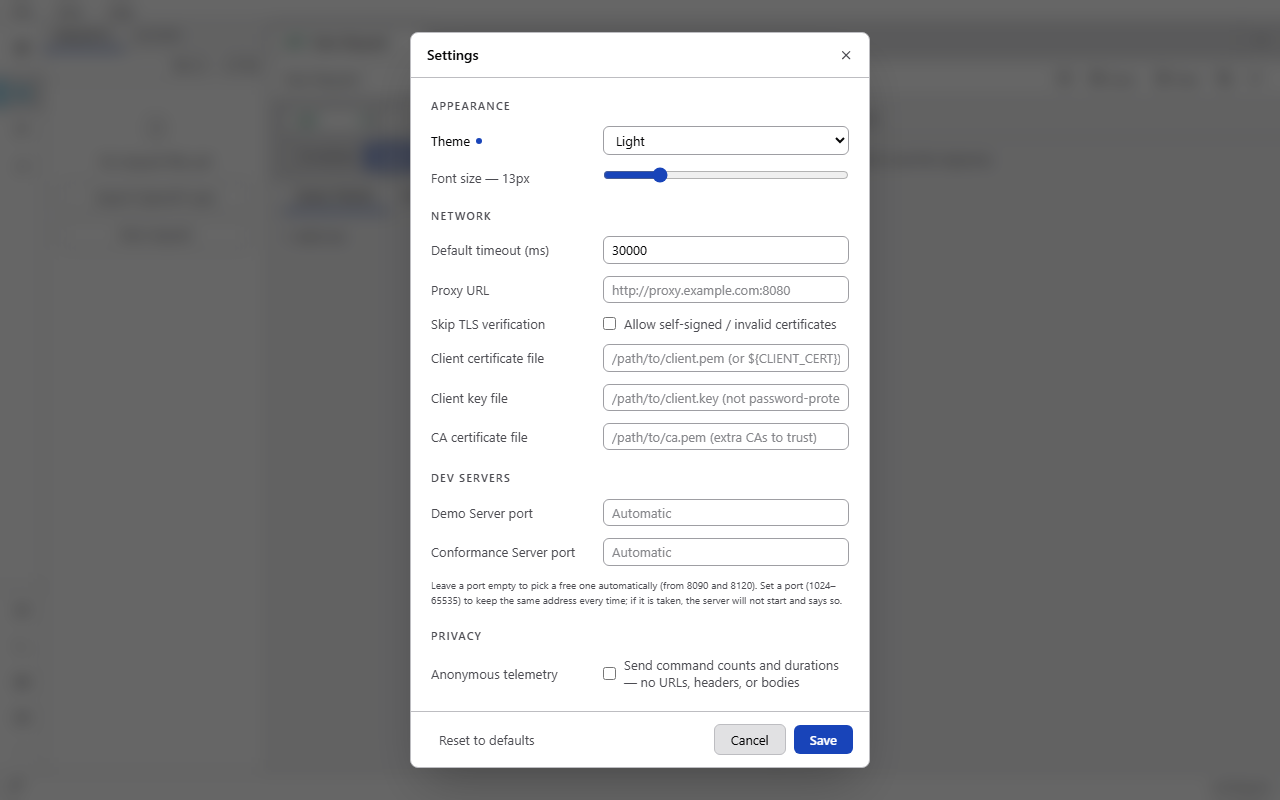 Settings
×
APPEARANCE
Theme
Light
Font size — 13px
NETWORK
Default timeout (ms)
30000
Proxy URL
http://proxy.example.com:8080
Skip TLS verification
Allow self-signed / invalid certificates
Client certificate file
/path/to/client.pem (or ${CLIENT_CERT})
Client key file
/path/to/client.key (not password-prote
CA certificate file
/path/to/ca.pem (extra CAs to trust)
DEV SERVERS
Demo Server port
Automatic
Conformance Server port
Automatic
Leave a port empty to pick a free one automatically (from 8090 and 8120). Set a port (1024–
65535) to keep the same address every time; if it is taken, the server will not start and says so.
PRIVACY
Anonymous telemetry
Send command counts and durations
— no URLs, headers, or bodies
Reset to defaults
Cancel
Save